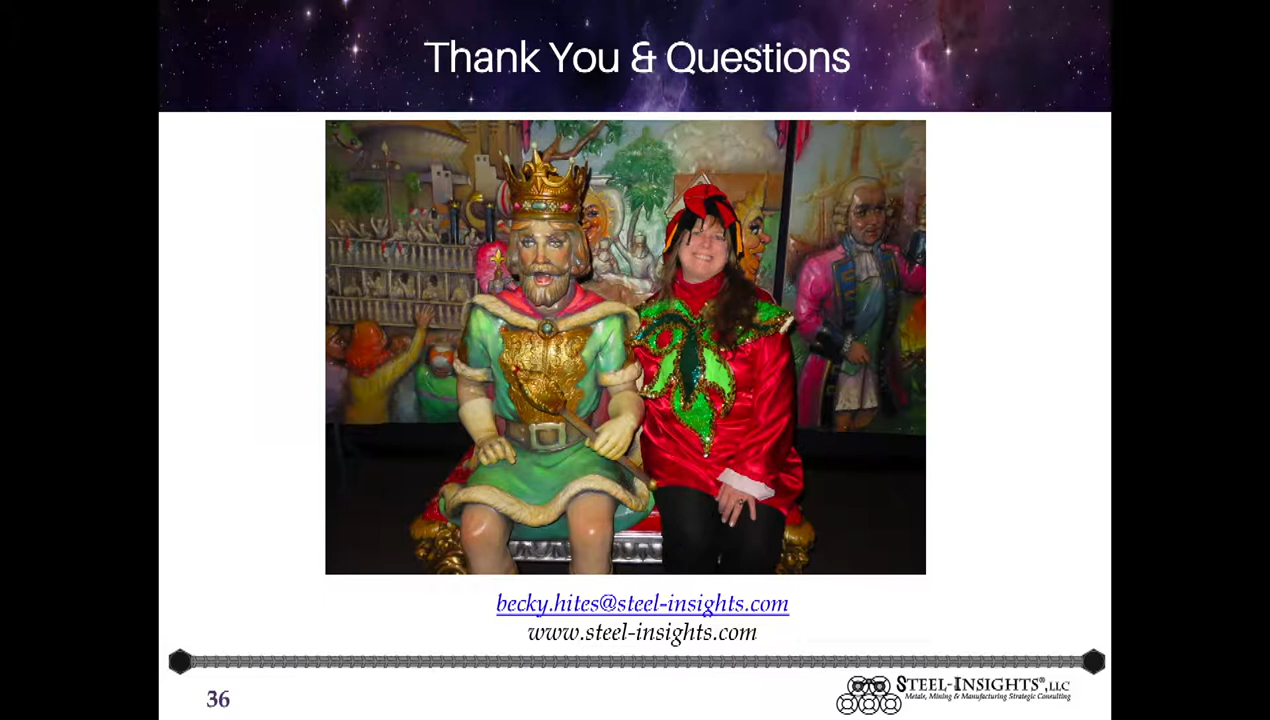 Thank You & Questions
becky.hites@steel-insights.com
www.steel-insights.com
36
STEEL-INSIGHTS®, LLC
Metals, Mining & Manufacturing Strategic Consulting